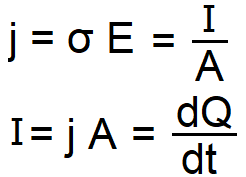 j = σ E = I/A
I = j A = dQ/dt